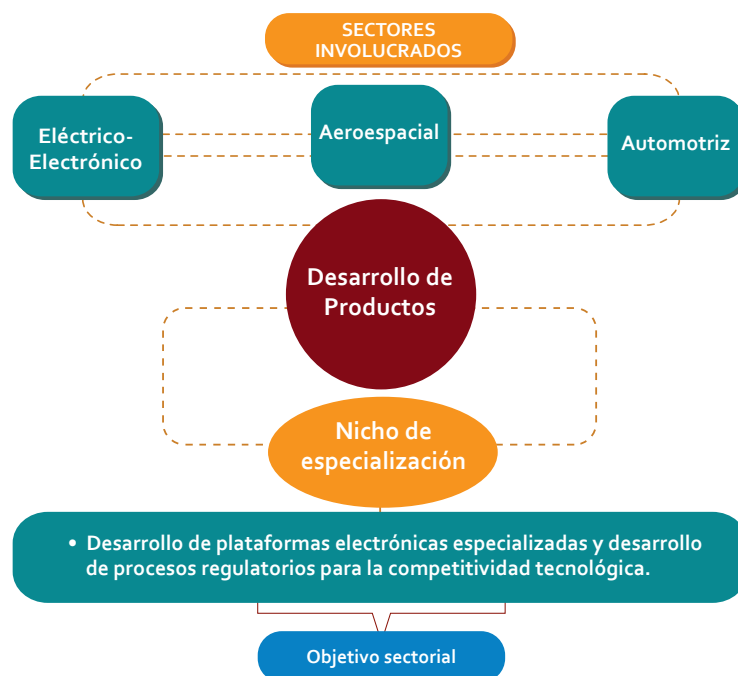 SECTORES
INVOLUCRADOS
Eléctrico-
Electrónico
Aeroespacial
Automotriz
Desarrollo de
Productos
Nicho de
especialización
• Desarrollo de plataformas electrónicas especializadas y desarrollo
de procesos regulatorios para la competitividad tecnológica.
Objetivo sectorial